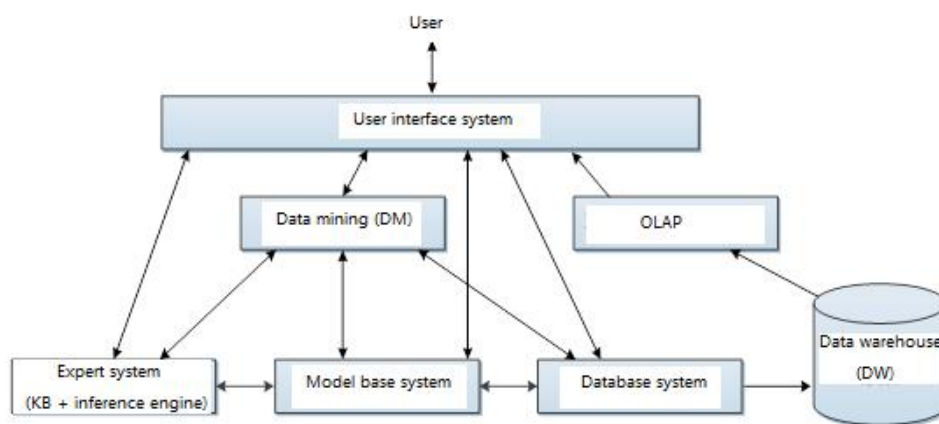 User
User interface system
Data mining (DM)
OLAP
Expert system
(KB + inference engine)
Model base system
Database system
Data warehouse
(DW)